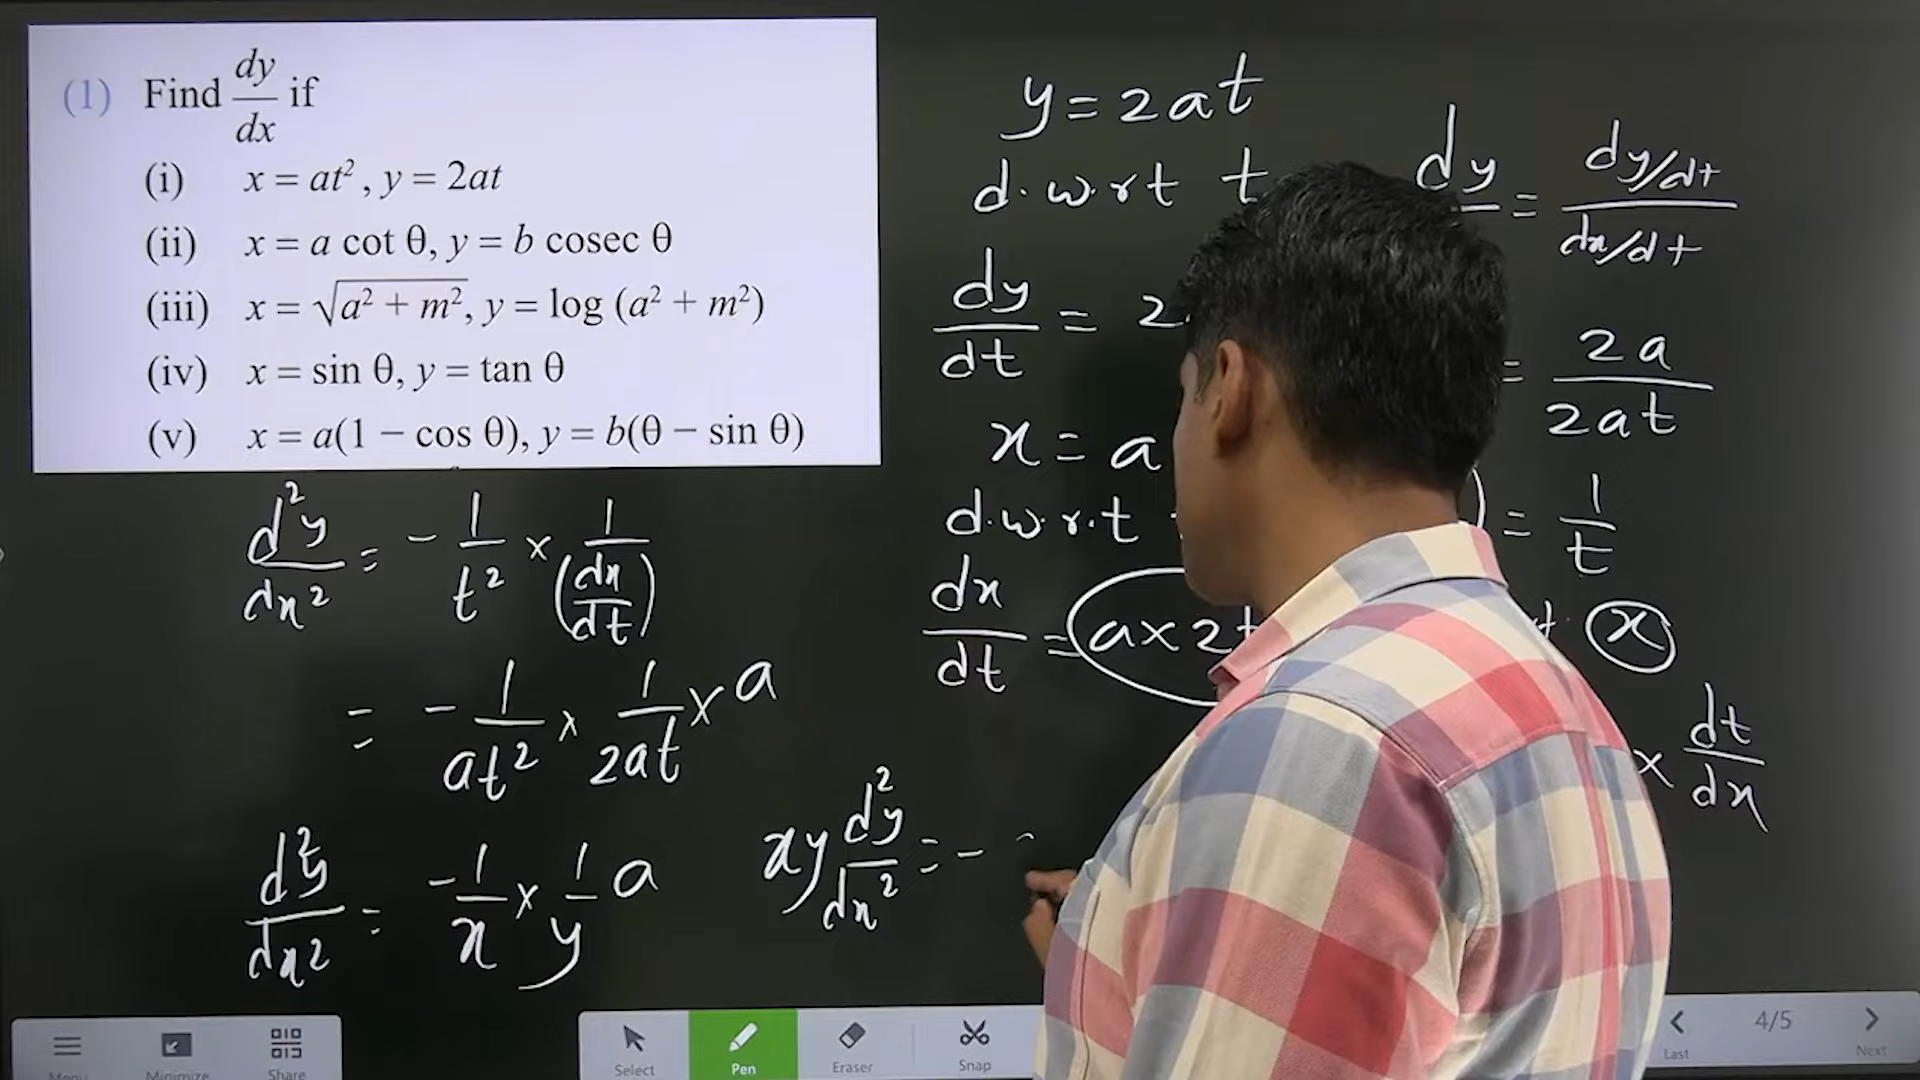 (1) Find dy/dx if
(i) x = at², y = 2at
(ii) x = a cot θ, y = b cosec θ
(iii) x = √(a² + m²), y = log (a² + m²)
(iv) x = sin θ, y = tan θ
(v) x = a(1 − cos θ), y = b(θ − sin θ)
d²y/dx² = - 1/t² × 1/(dx/dt)
= - 1/at² × 1/2at × a
d²y/dx² = -1/x × 1/y a
xy d²y/dx² = -
y = 2at
d.w.r.t t
dy/dt = 2
x = a
d.w.r.t
dx/dt = a×2t
dy = dy/dt / dx/dt
= 2a/2at
= 1/t
x
× dt/dx
Menu
Minimize
Share
Select
Pen
Eraser
Snap
Last
4/5
Next